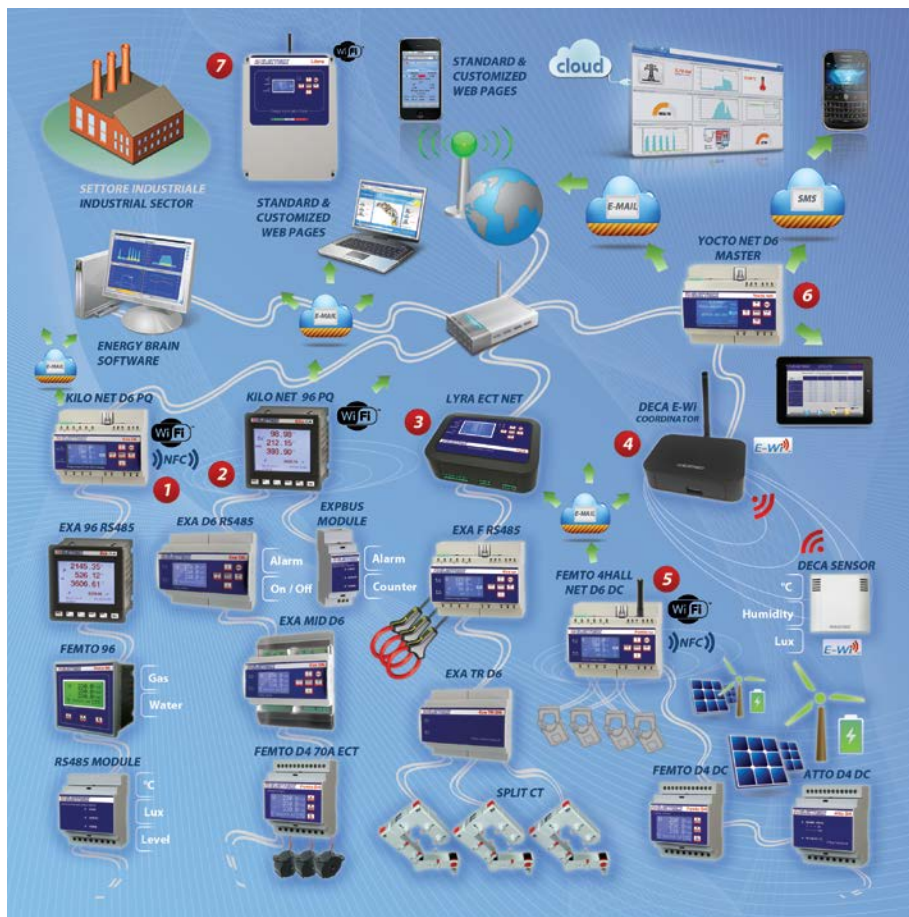 7
ELECTREX
Libra
WiFi
STANDARD &
CUSTOMIZED
WEB PAGES
cloud
SETTORE INDUSTRIALE
INDUSTRIAL SECTOR
STANDARD &
CUSTOMIZED
WEB PAGES
E-MAIL
SMS
YOCTO NET D6
MASTER
6
E-MAIL
ENERGY BRAIN
SOFTWARE
E-MAIL
KILO NET D6 PQ
WiFi
NFC
1
KILO NET 96 PQ
WiFi
2
98.98
212.15
380.90
LYRA ECT NET
3
DECA E-Wi
COORDINATOR
4
E-Wi
EXA 96 RS485
2145.35
526.12
3606.61
EXA D6 RS485
Alarm
On / Off
EXPBUS
MODULE
Alarm
Counter
E-MAIL
EXA F RS485
FEMTO 4HALL
NET D6 DC
5
WiFi
NFC
DECA SENSOR
°C
Humidity
Lux
E-Wi
FEMTO 96
Gas
Water
EXA MID D6
EXA TR D6
RS485 MODULE
°C
Lux
Level
FEMTO D4 70A ECT
SPLIT CT
FEMTO D4 DC
ATTO D4 DC